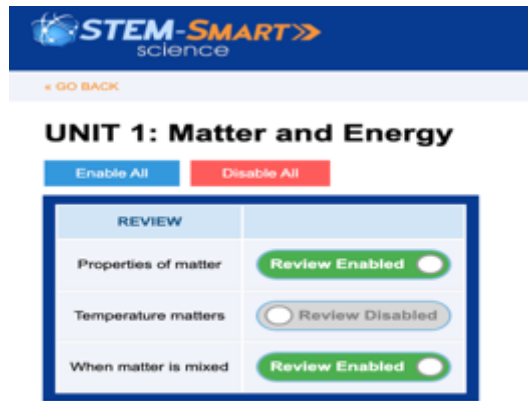 STEM-SMART»
science
« GO BACK
UNIT 1: Matter and Energy
Enable All Disable All
REVIEW
Properties of matter Review Enabled
Temperature matters Review Disabled
When matter is mixed Review Enabled